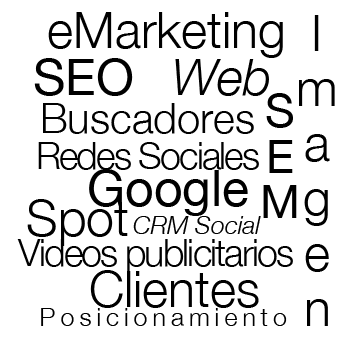 eMarketing
SEO Web
Buscadores
Redes Sociales
Google
Spot CRM Social
Videos publicitarios
Clientes
Posicionamiento
SEM
Imagen